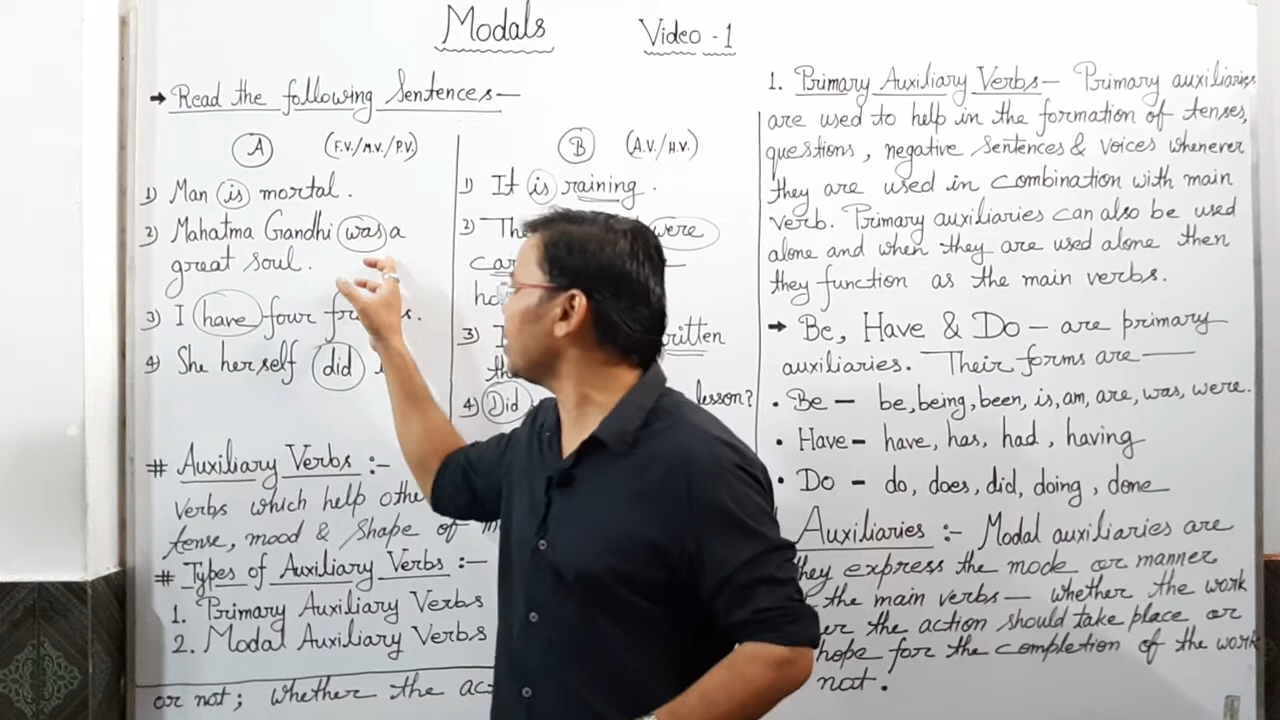 Modals Video - 1
→ Read the following Sentences—
A (F.V./M.V./P.V.)
1) Man is mortal.
2) Mahatma Gandhi was a
great soul.
3) I have four
4) She herself did
B (A.V./H.V.)
1) It is raining.
2) were
3)
4) Did lesson?
# Auxiliary Verbs :-
Verbs which help
tense, mood & Shape of
# Types of Auxiliary Verbs :-
1. Primary Auxiliary Verbs
2. Modal Auxiliary Verbs
or not; whether the
1. Primary Auxiliary Verbs— Primary auxiliaries
are used to help in the formation of tenses,
questions, negative sentences & voices whenever
they are used in combination with main
verb. Primary auxiliaries can also be used
alone and when they are used alone then
they function as the main verbs.
→ Be, Have & Do — are primary
auxiliaries. Their forms are —
• Be — be, being, been, is, am, are, was, were.
• Have — have, has, had, having
• Do — do, does, did, doing, done
Auxiliaries :- Modal auxiliaries are
they express the mode or manner
the main verbs — whether the work
the action should take place or
hope for the completion of the work
not.